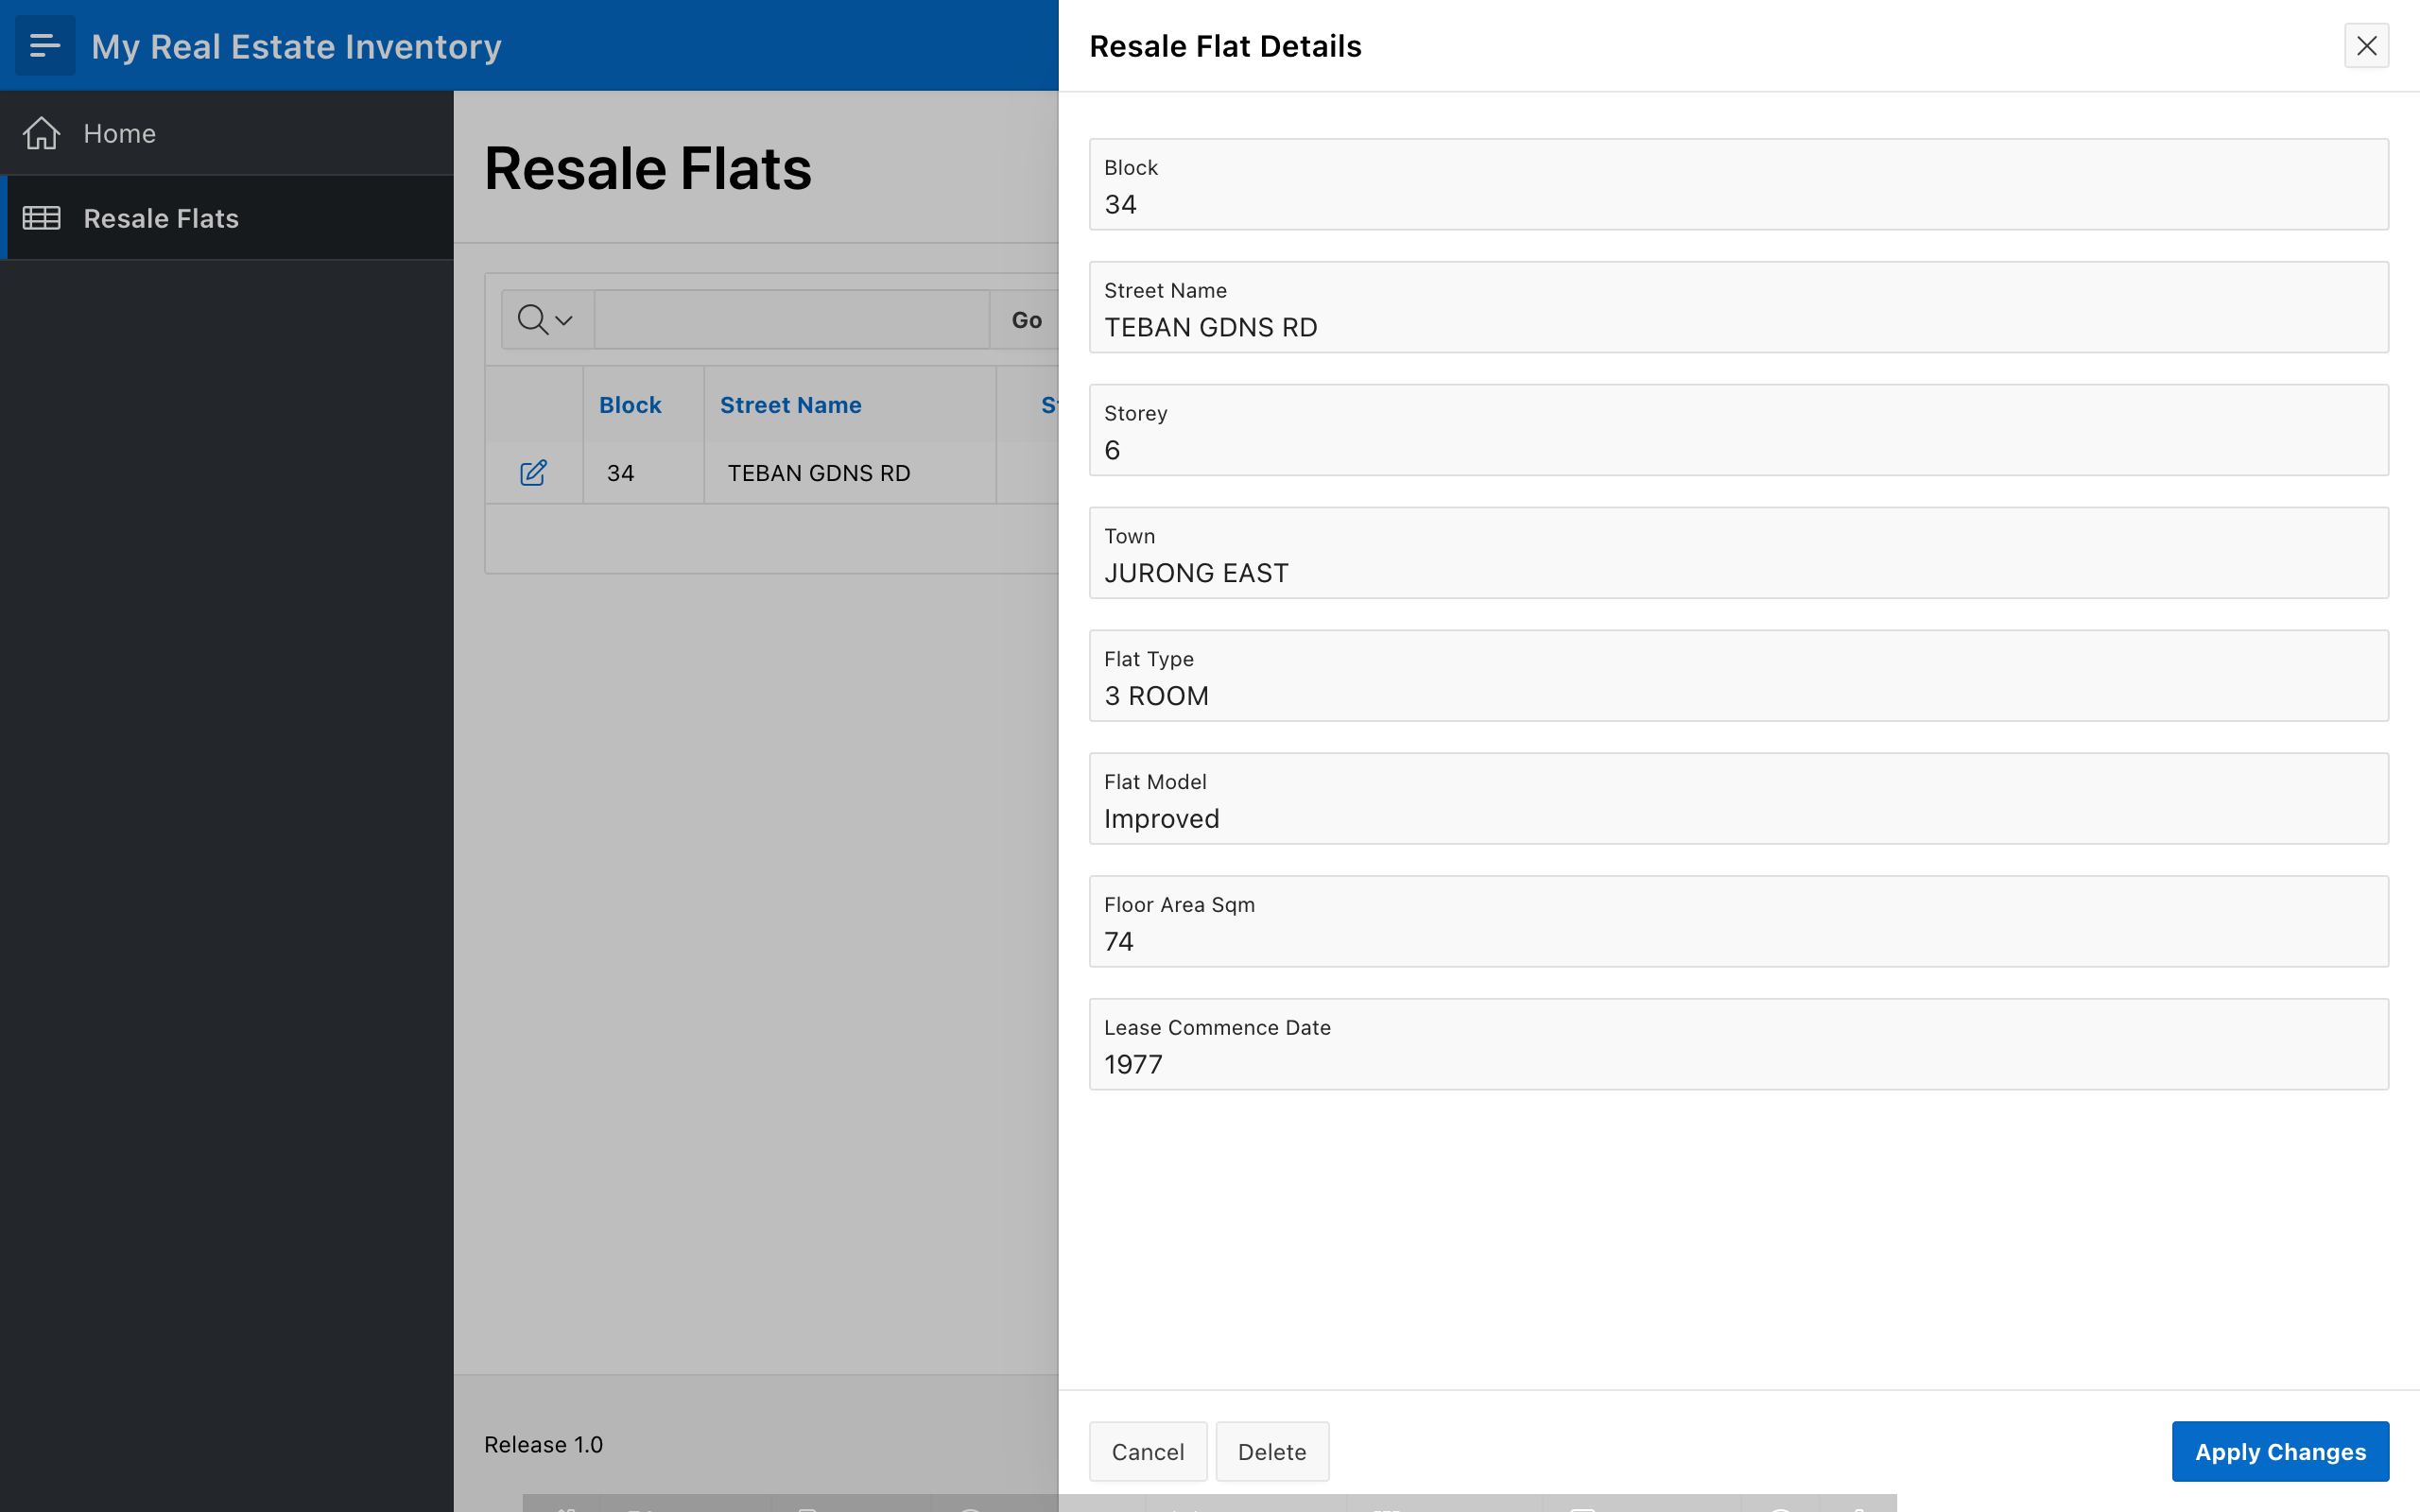 My Real Estate Inventory
Home
Resale Flats
Resale Flats
Go
Block
Street Name
34
TEBAN GDNS RD
Release 1.0
Resale Flat Details
Block
34
Street Name
TEBAN GDNS RD
Storey
6
Town
JURONG EAST
Flat Type
3 ROOM
Flat Model
Improved
Floor Area Sqm
74
Lease Commence Date
1977
Cancel
Delete
Apply Changes